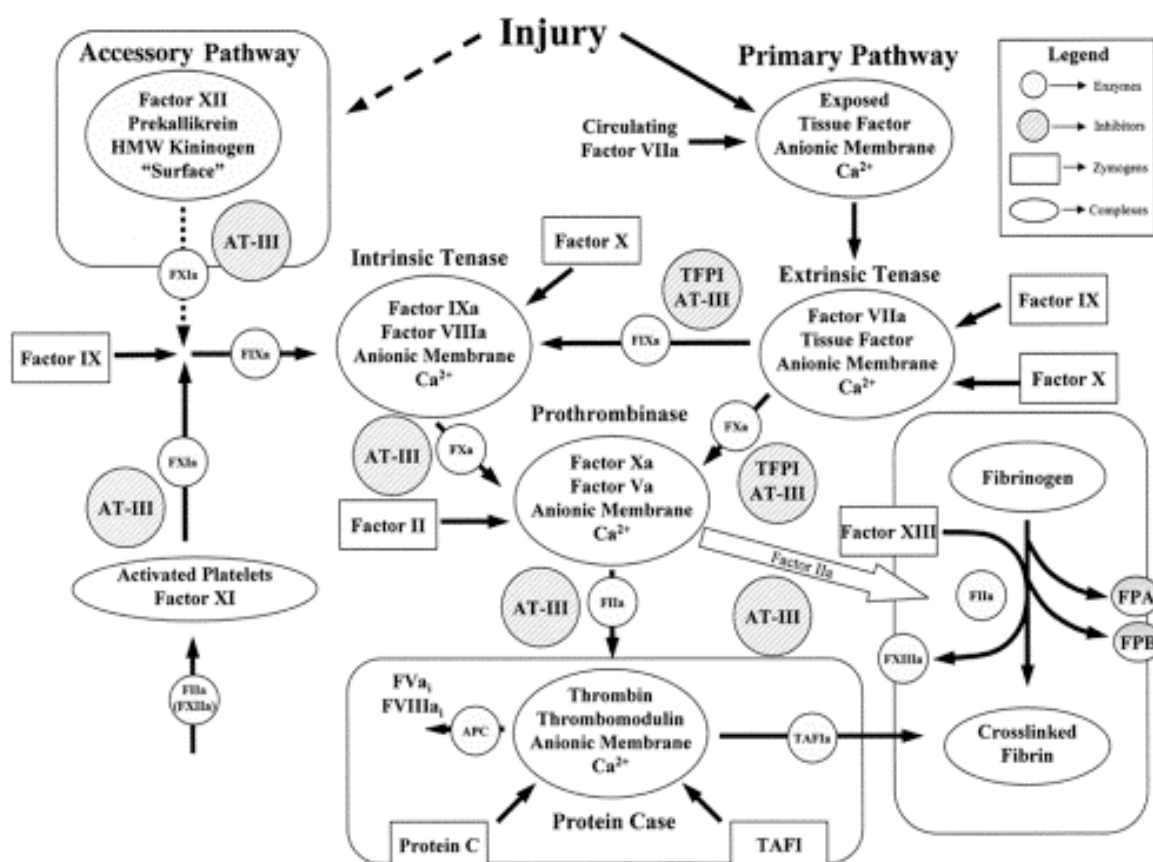 Injury
Accessory Pathway
Factor XII
Prekallikrein
HMW Kininogen
“Surface”
AT-III
FXIa
Primary Pathway
Exposed
Tissue Factor
Anionic Membrane
Ca²⁺
Circulating
Factor VIIa
Legend
Enzymes
Inhibitors
Zymogens
Complexes
Intrinsic Tenase
Factor X
Factor IXa
Factor VIIIa
Anionic Membrane
Ca²⁺
TFPI
AT-III
FIXa
Extrinsic Tenase
Factor VIIa
Tissue Factor
Anionic Membrane
Ca²⁺
Factor IX
Factor X
Factor IX
FIXa
FXIa
AT-III
Activated Platelets
Factor XI
FIIa
(FXIIa)
AT-III
FXa
Prothrombinase
Factor Xa
Factor Va
Anionic Membrane
Ca²⁺
FXa
TFPI
AT-III
Factor II
Factor IIa
AT-III
FIIa
AT-III
Fibrinogen
Factor XIII
FIIa
FPA
FPB
FXIIIa
Crosslinked
Fibrin
FVaᵢ
FVIIIaᵢ
APC
Thrombin
Thrombomodulin
Anionic Membrane
Ca²⁺
TAFIa
Protein C
Protein Case
TAFI